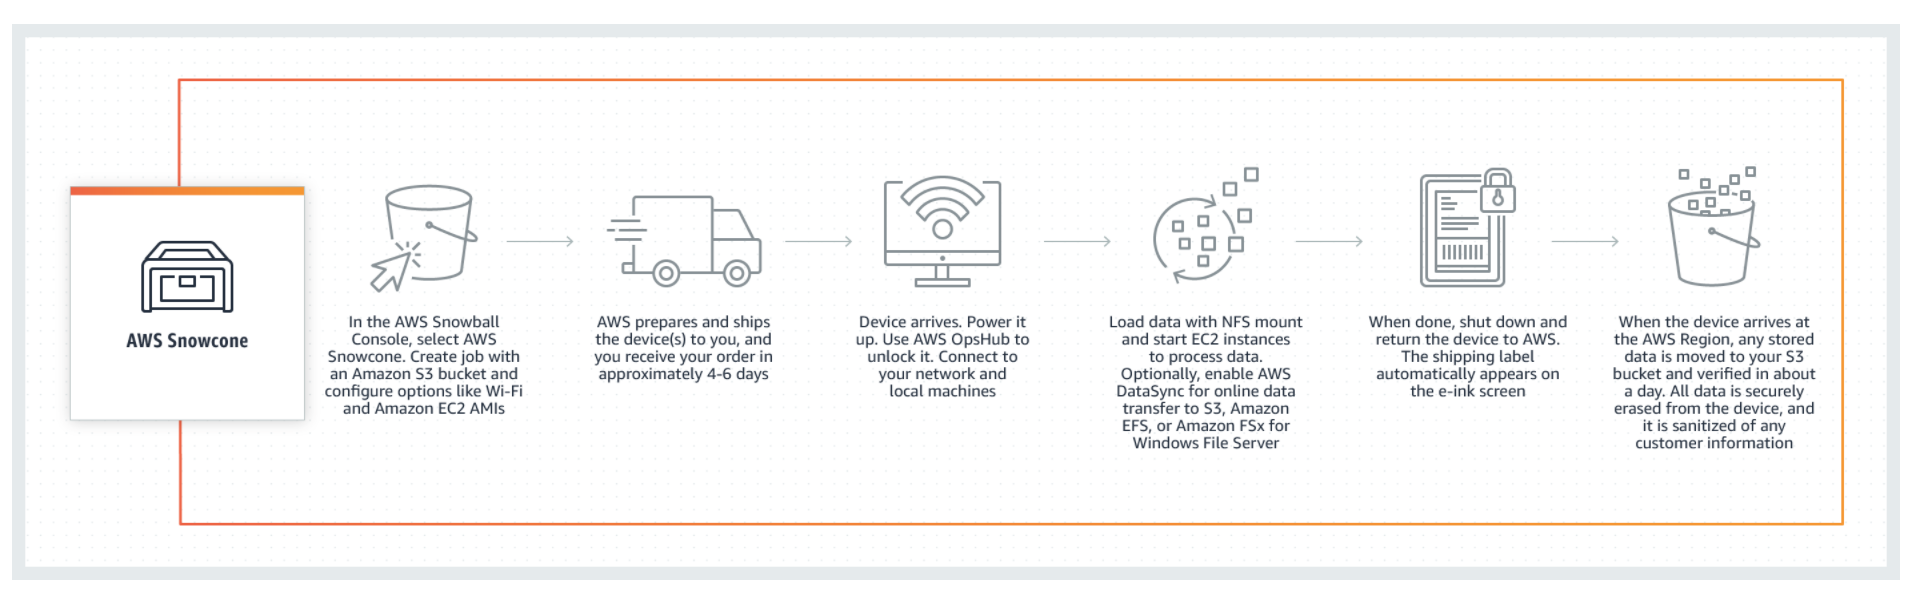 AWS Snowcone
In the AWS Snowball
Console, select AWS
Snowcone. Create job with
an Amazon S3 bucket and
configure options like Wi-Fi
and Amazon EC2 AMIs
AWS prepares and ships
the device(s) to you, and
you receive your order in
approximately 4-6 days
Device arrives. Power it
up. Use AWS OpsHub to
unlock it. Connect to
your network and
local machines
Load data with NFS mount
and start EC2 instances
to process data.
Optionally, enable AWS
DataSync for online data
transfer to S3, Amazon
EFS, or Amazon FSx for
Windows File Server
When done, shut down and
return the device to AWS.
The shipping label
automatically appears on
the e-ink screen
When the device arrives at
the AWS Region, any stored
data is moved to your S3
bucket and verified in about
a day. All data is securely
erased from the device, and
it is sanitized of any
customer information